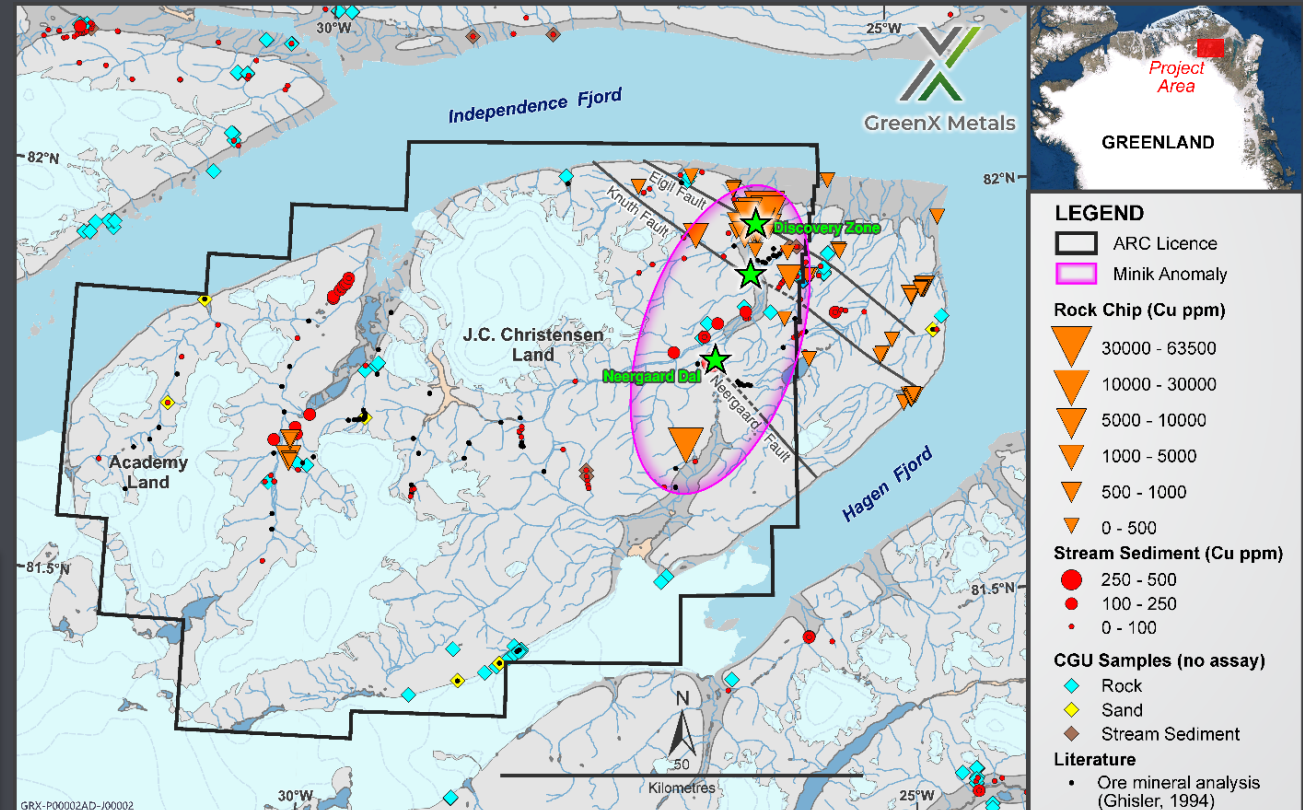 30°W
25°W
GreenX Metals
Independence Fjord
82°N
82°N
Eigil Fault
Knuth Fault
Discovery Zone
J.C. Christensen
Land
Neergaard Dal
Neergaard Fault
Academy
Land
Hagen Fjord
81.5°N
81.5°N
N
50
Kilometres
30°W
25°W
GRX-P00002AD-J00002
Project
Area
GREENLAND
LEGEND
ARC Licence
Minik Anomaly
Rock Chip (Cu ppm)
30000 - 63500
10000 - 30000
5000 - 10000
1000 - 5000
500 - 1000
0 - 500
Stream Sediment (Cu ppm)
250 - 500
100 - 250
0 - 100
CGU Samples (no assay)
Rock
Sand
Stream Sediment
Literature
Ore mineral analysis
(Ghisler, 1994)